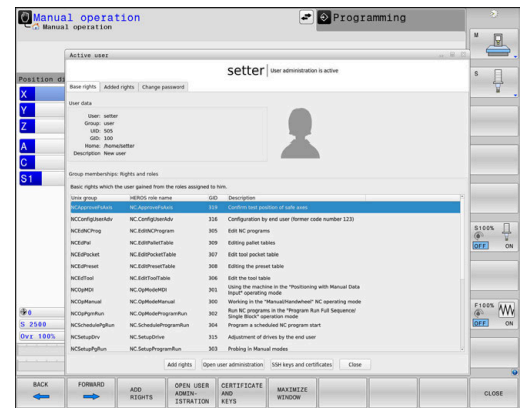 Manual operation
Manual operation
Programming
Active user
setter User administration is active
Position di
Base rights Added rights Change password
User data
User: setter
Group: user
UID: 505
GID: 100
Home: /home/setter
Description New user
Group memberships: Rights and roles
Basic rights which the user gained from the roles assigned to him.
Unix group HEROS role name GID Description
NCApproveFsAxis NC.ApproveFsAxis 319 Confirm test position of safe axes
NCConfigUserAdv NC.ConfigUserAdv 316 Configuration by end user (former code number 123)
NCEdNCProg NC.EditNCProgram 305 Edit NC programs
NCEdPal NC.EditPalletTable 309 Editing pallet tables
NCEdPocket NC.EditPocketTable 307 Edit tool pocket table
NCEdPreset NC.EditPresetTable 308 Editing the preset table
NCEdTool NC.EditToolTable 306 Edit the tool table
NCOpMDI NC.OpModeMDI 301 Using the machine in the "Positioning with Manual Data
Input" operating mode
NCOpManual NC.OpModeManual 300 Working in the "Manual/Handwheel" NC operating mode
NCOpPgmRun NC.OpModeProgramRun 302 Run NC programs in the "Program Run Full Sequence/
Single Block" operation mode
NCSchedulePgRun NC.ScheduleProgramRun 304 Program a scheduled NC program start
NCSetupDrv NC.SetupDrive 315 Adjustment of drives by the end user
NCSetupPgRun NC.SetupProgramRun 303 Probing in Manual modes
Add rights Open user administration SSH keys and certificates Close
X
Y
Z
A
C
S1
0
S 2500
Ovr 100%
M
S
S100%
OFF ON
F100%
OFF ON
BACK
FORWARD
ADD
RIGHTS
OPEN USER
ADMIN-
ISTRATION
CERTIFICATE
AND
KEYS
MAXIMIZE
WINDOW
CLOSE